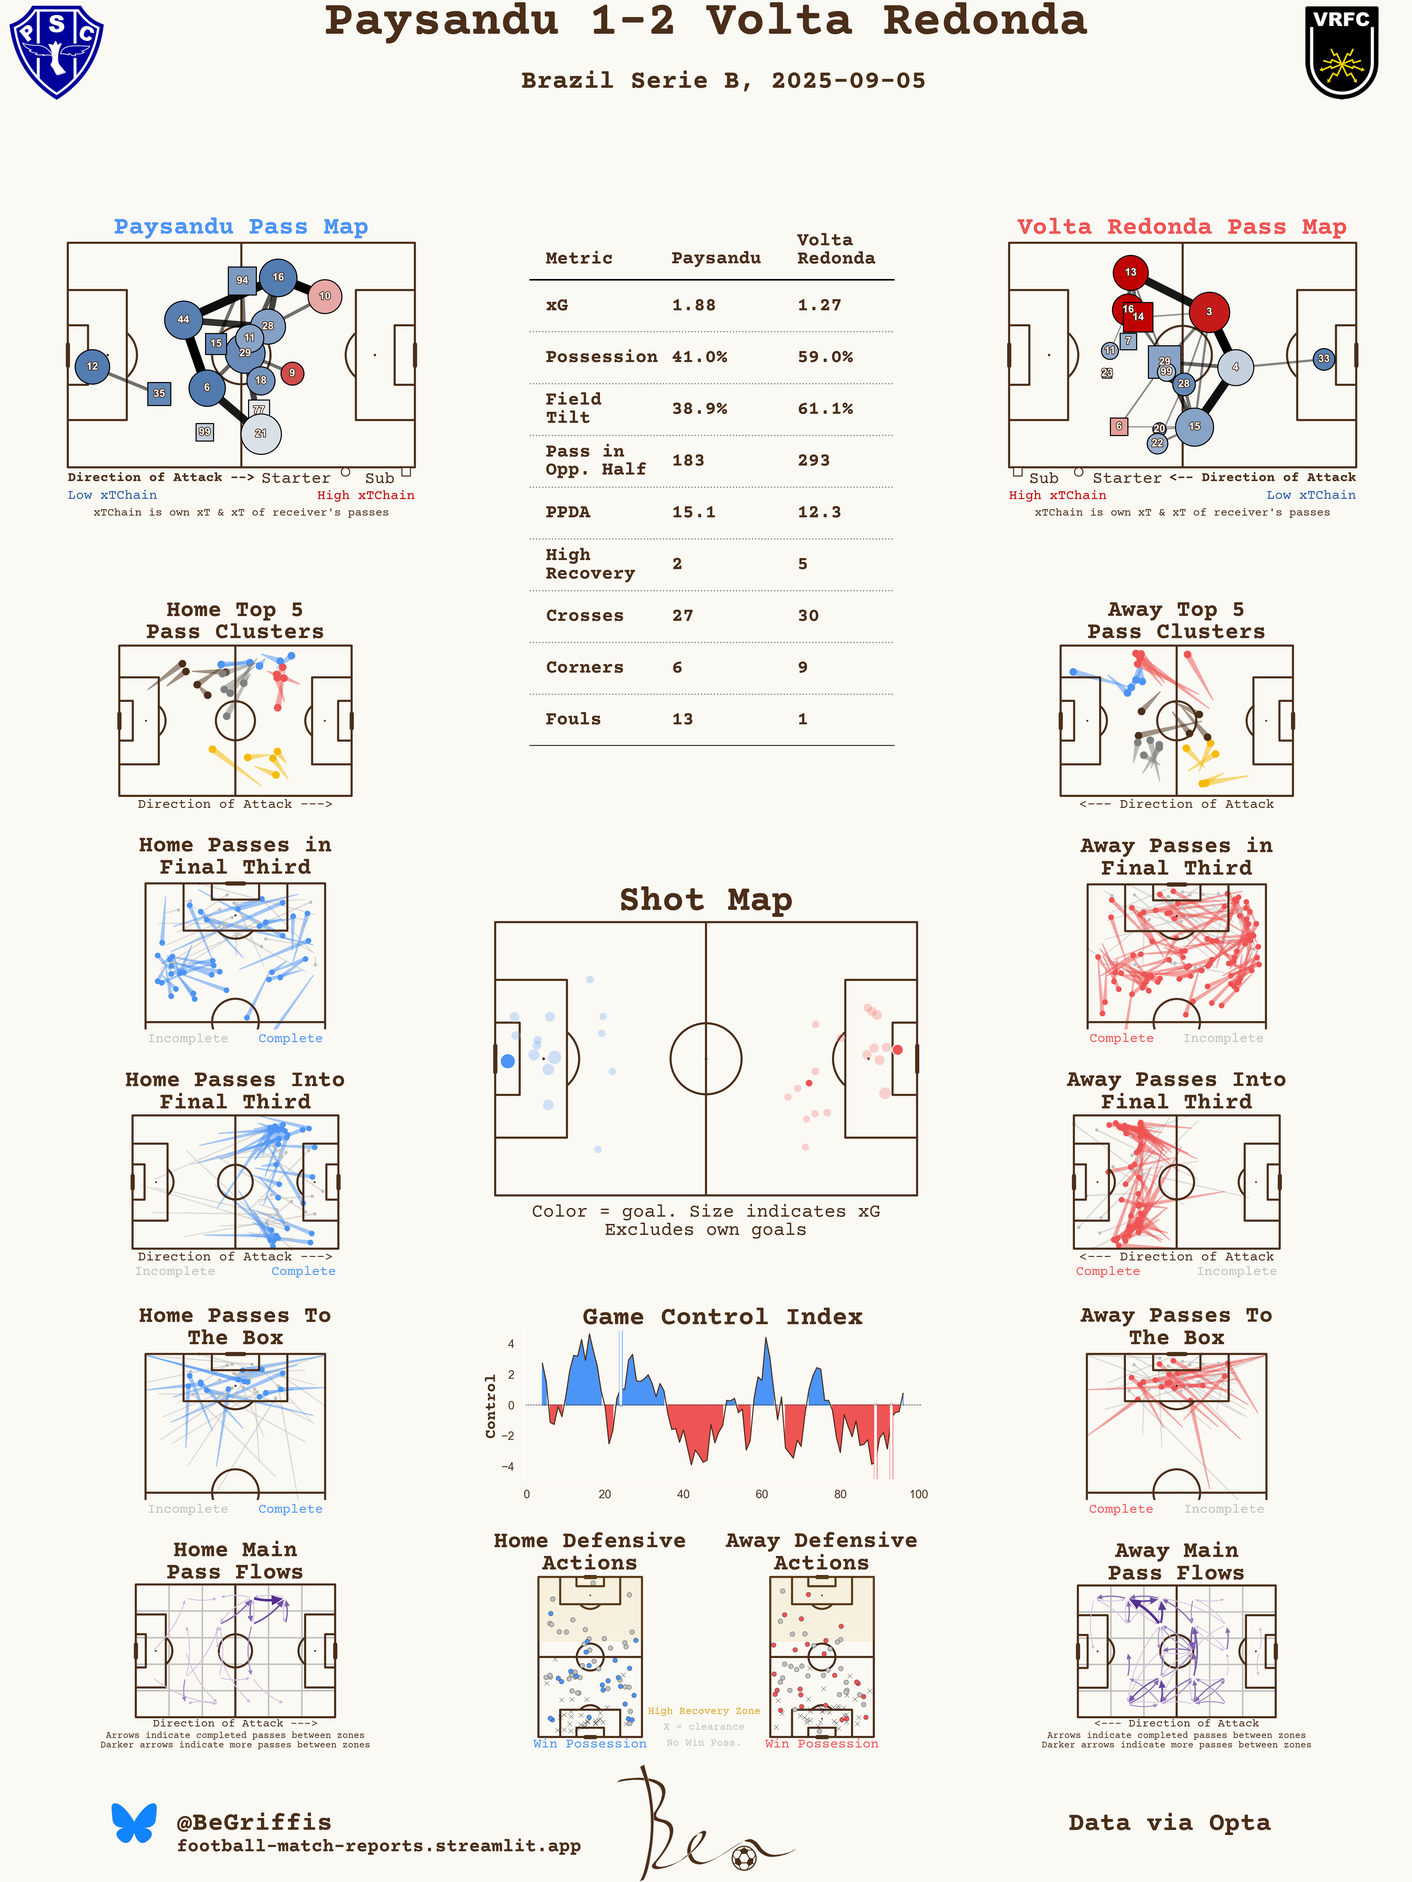 Paysandu 1-2 Volta Redonda
Brazil Serie B, 2025-09-05
PSC
VRFC
Paysandu Pass Map
94
16
10
44
28
11
15
29
12
9
18
6
35
77
99
21
Direction of Attack --> Starter Sub
Low xTChain High xTChain
xTChain is own xT & xT of receiver's passes
Metric Paysandu Volta Redonda
xG 1.88 1.27
Possession 41.0% 59.0%
Field Tilt 38.9% 61.1%
Pass in Opp. Half 183 293
PPDA 15.1 12.3
High Recovery 2 5
Crosses 27 30
Corners 6 9
Fouls 13 1
Volta Redonda Pass Map
13
16
14
3
7
11
29
33
23
99
4
28
6
20
15
22
Sub Starter <-- Direction of Attack
High xTChain Low xTChain
xTChain is own xT & xT of receiver's passes
Home Top 5
Pass Clusters
Direction of Attack --->
Away Top 5
Pass Clusters
<--- Direction of Attack
Home Passes in
Final Third
Incomplete Complete
Away Passes in
Final Third
Complete Incomplete
Shot Map
Color = goal. Size indicates xG
Excludes own goals
Home Passes Into
Final Third
Direction of Attack --->
Incomplete Complete
Away Passes Into
Final Third
<--- Direction of Attack
Complete Incomplete
Home Passes To
The Box
Incomplete Complete
Game Control Index
Control
4
2
0
−2
−4
0 20 40 60 80 100
Away Passes To
The Box
Complete Incomplete
Home Main
Pass Flows
Direction of Attack --->
Arrows indicate completed passes between zones
Darker arrows indicate more passes between zones
Home Defensive
Actions
Win Possession
Away Defensive
Actions
Win Possession
High Recovery Zone
X = clearance
No Win Poss.
Away Main
Pass Flows
<--- Direction of Attack
Arrows indicate completed passes between zones
Darker arrows indicate more passes between zones
@BeGriffis
football-match-reports.streamlit.app
Ben
Data via Opta